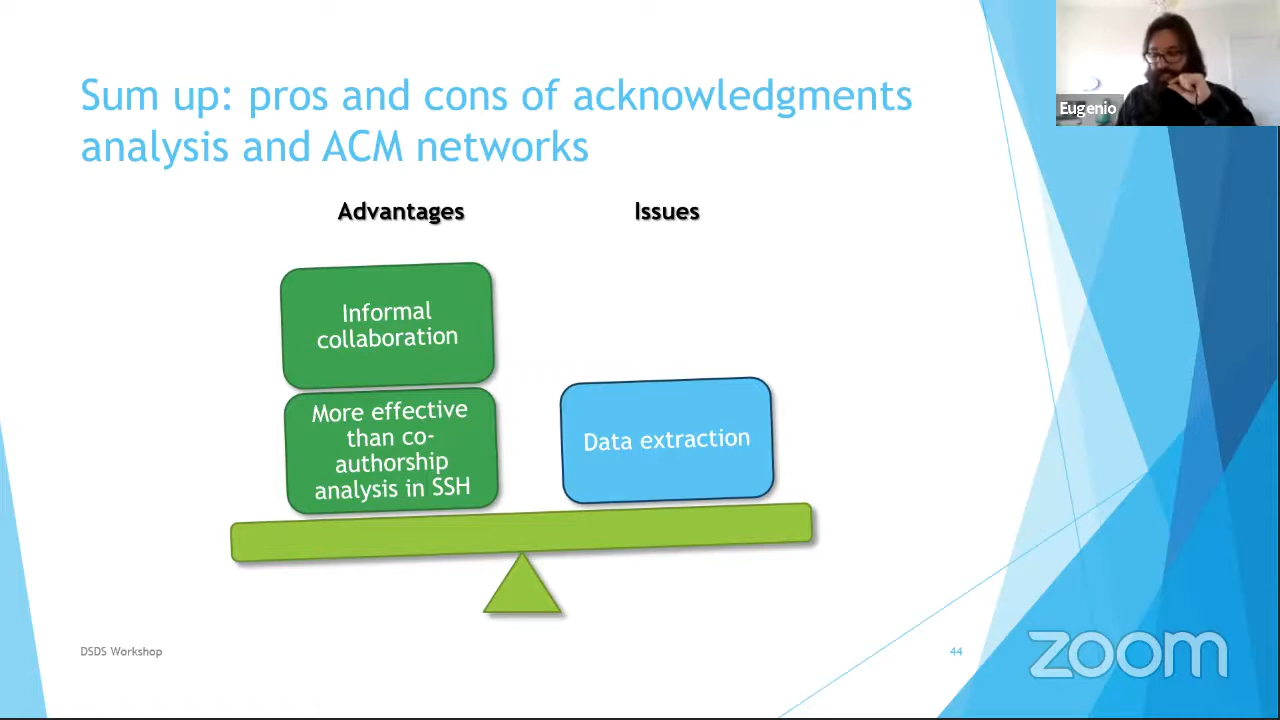 Sum up: pros and cons of acknowledgments
analysis and ACM networks
Eugenio
Advantages
Issues
Informal
collaboration
More effective
than co-
authorship
analysis in SSH
Data extraction
DSDS Workshop
44
zoom